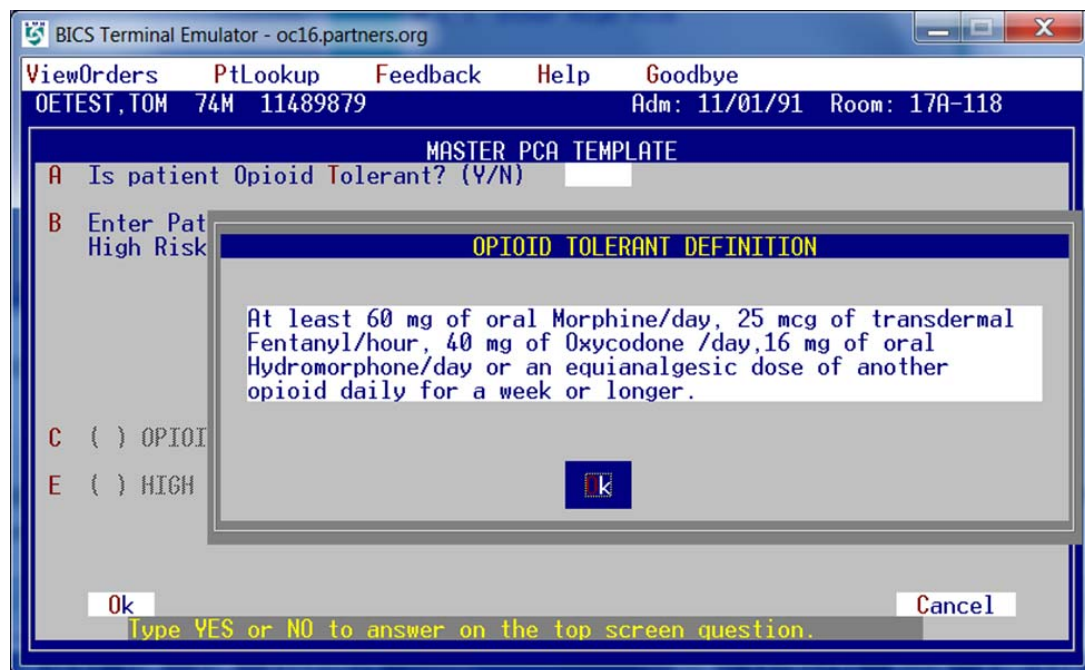 BICS Terminal Emulator - oc16.partners.org
ViewOrders PtLookup Feedback Help Goodbye
OETEST,TOM 74M 11489879 Adm: 11/01/91 Room: 17A-118
MASTER PCA TEMPLATE
A Is patient Opioid Tolerant? (Y/N)
B Enter Pat
High Risk
OPIOID TOLERANT DEFINITION
At least 60 mg of oral Morphine/day, 25 mcg of transdermal
Fentanyl/hour, 40 mg of Oxycodone /day,16 mg of oral
Hydromorphone/day or an equianalgesic dose of another
opioid daily for a week or longer.
C ( ) OPIOI
E ( ) HIGH
Ok
Ok Cancel
Type YES or NO to answer on the top screen question.